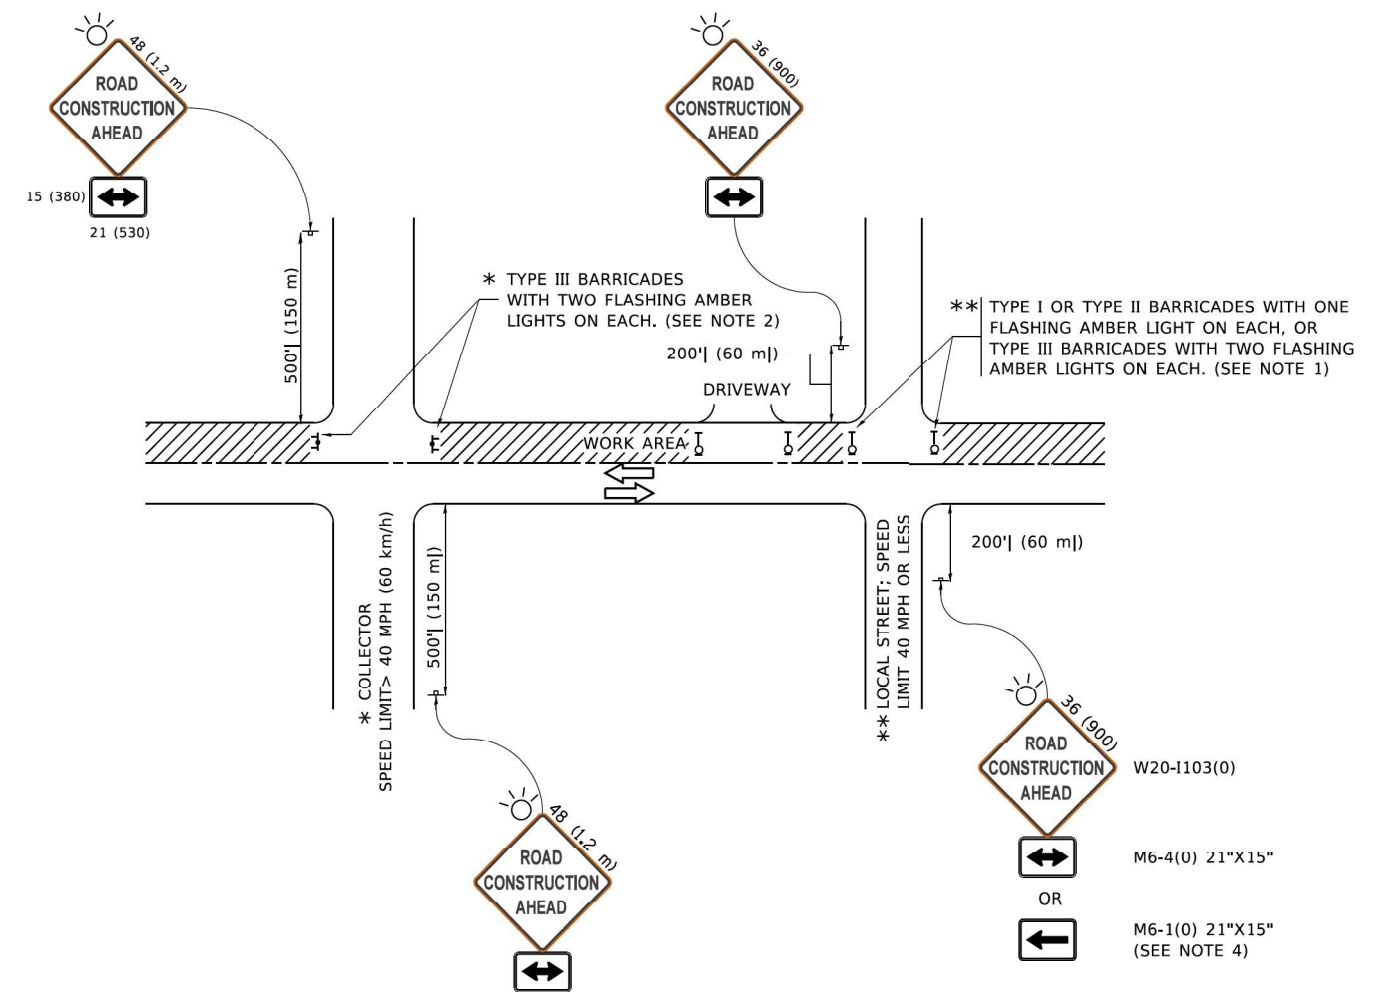 48 (1.2 m)
ROAD
CONSTRUCTION
AHEAD
15 (380)
21 (530)
36 (900)
ROAD
CONSTRUCTION
AHEAD
500'| (150 m)
* TYPE III BARRICADES
WITH TWO FLASHING AMBER
LIGHTS ON EACH. (SEE NOTE 2)
200'| (60 m|)
DRIVEWAY
** TYPE I OR TYPE II BARRICADES WITH ONE
FLASHING AMBER LIGHT ON EACH, OR
TYPE III BARRICADES WITH TWO FLASHING
AMBER LIGHTS ON EACH. (SEE NOTE 1)
WORK AREA
* COLLECTOR
SPEED LIMIT> 40 MPH (60 km/h)
500'| (150 m|)
** LOCAL STREET; SPEED
LIMIT 40 MPH OR LESS
200'| (60 m|)
48 (1.2 m)
ROAD
CONSTRUCTION
AHEAD
36 (900)
ROAD
CONSTRUCTION
AHEAD
W20-I103(0)
M6-4(0) 21"X15"
OR
M6-1(0) 21"X15"
(SEE NOTE 4)